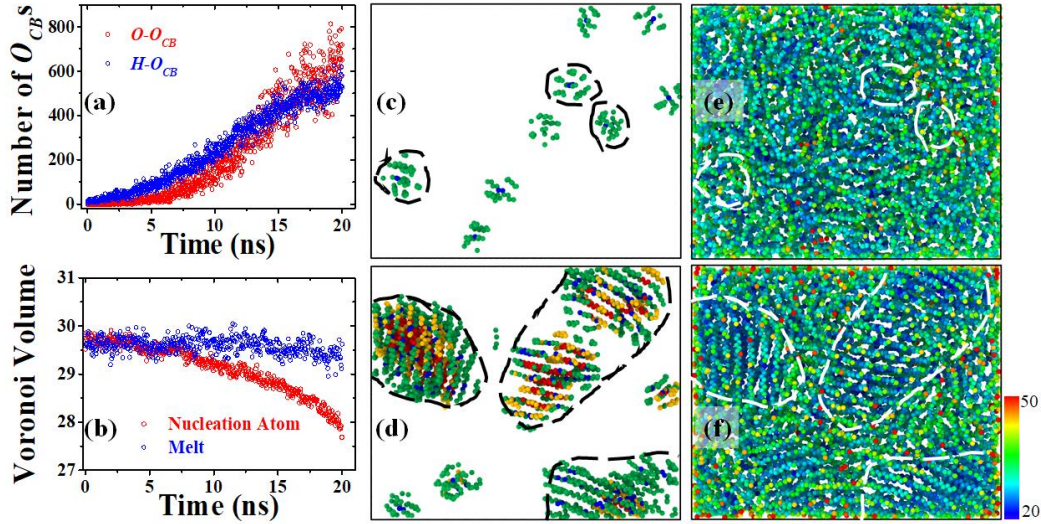 Number of O_CBs
800
600
400
200
0
O-O_CB
H-O_CB
(a)
0
5
10
15
20
Time (ns)
Voronoi Volume
31
30
29
28
27
Nucleation Atom
Melt
(b)
0
5
10
15
20
Time (ns)
(c)
(d)
(e)
(f)
50
20